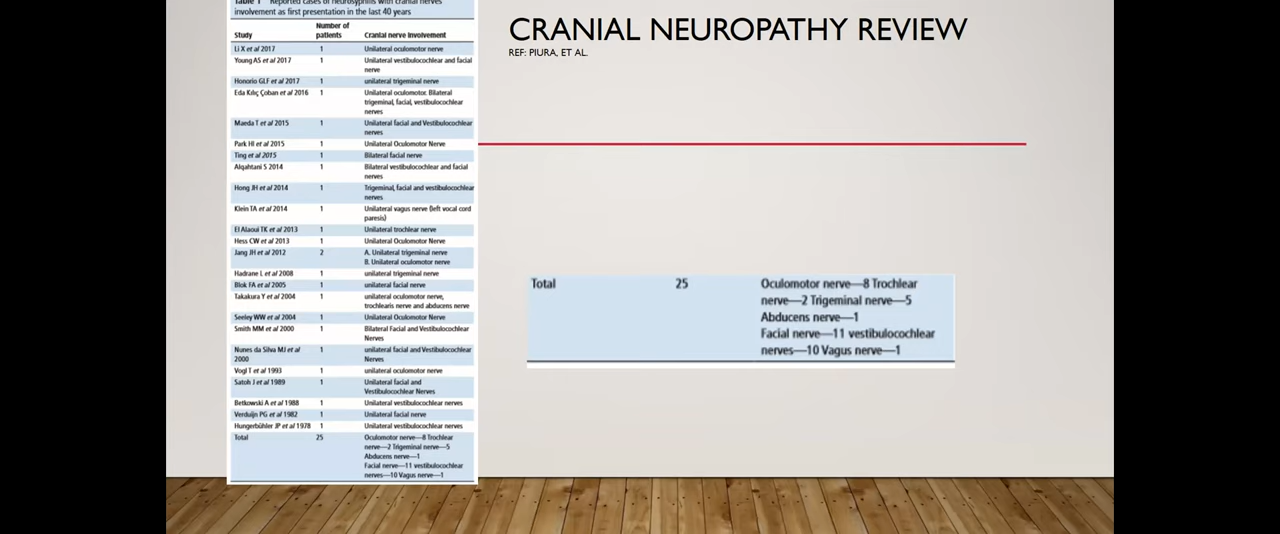 Table 1 Reported cases of neurosyphilis with cranial nerves
involvement as first presentation in the last 40 years
Study Number of patients Cranial nerve involvement
Li X et al 2017 1 Unilateral oculomotor nerve
Young AS et al 2017 1 Unilateral vestibulocochlear and facial
nerve
Honorio GLF et al 2017 1 unilateral trigeminal nerve
Eda Kılıç Çoban et al 2016 1 Unilateral oculomotor. Bilateral
trigeminal, facial, vestibulocochlear
nerves
Maeda T et al 2015 1 Unilateral facial and Vestibulocochlear
nerves
Park HI et al 2015 1 Unilateral Oculomotor Nerve
Ting et al 2015 1 Bilateral facial nerve
Alqahtani S 2014 1 Bilateral vestibulocochlear and facial
nerves
Hong JH et al 2014 1 Trigeminal, facial and vestibulocochlear
nerves
Klein TA et al 2014 1 Unilateral vagus nerve (left vocal cord
paresis)
El Alaoui TK et al 2013 1 Unilateral trochlear nerve
Hess CW et al 2013 1 Unilateral Oculomotor Nerve
Jang JH et al 2012 2 A. Unilateral trigeminal nerve
B. Unilateral oculomotor nerve
Hadrane L et al 2008 1 unilateral trigeminal nerve
Blok FA et al 2005 1 unilateral facial nerve
Takakura Y et al 2004 1 unilateral oculomotor nerve,
trochlearis nerve and abducens nerve
Seeley WW et al 2004 1 Unilateral Oculomotor Nerve
Smith MM et al 2000 1 Bilateral Facial and Vestibulocochlear
Nerves
Nunes da Silva MJ et al 1 unilateral facial and Vestibulocochlear
2000 Nerves
Vogl T et al 1993 1 unilateral oculomotor nerve
Satoh J et al 1989 1 Unilateral facial and
Vestibulocochlear Nerves
Betkowski A et al 1988 1 Unilateral vestibulocochlear nerves
Verduijn PG et al 1982 1 Unilateral facial nerve
Hungerbühler JP et al 1978 1 Unilateral vestibulocochlear nerves
Total 25 Oculomotor nerve—8 Trochlear
nerve—2 Trigeminal nerve—5
Abducens nerve—1
Facial nerve—11 vestibulocochlear
nerves—10 Vagus nerve—1
CRANIAL NEUROPATHY REVIEW
REF: PIURA, ET AL.
Total 25 Oculomotor nerve—8 Trochlear
nerve—2 Trigeminal nerve—5
Abducens nerve—1
Facial nerve—11 vestibulocochlear
nerves—10 Vagus nerve—1